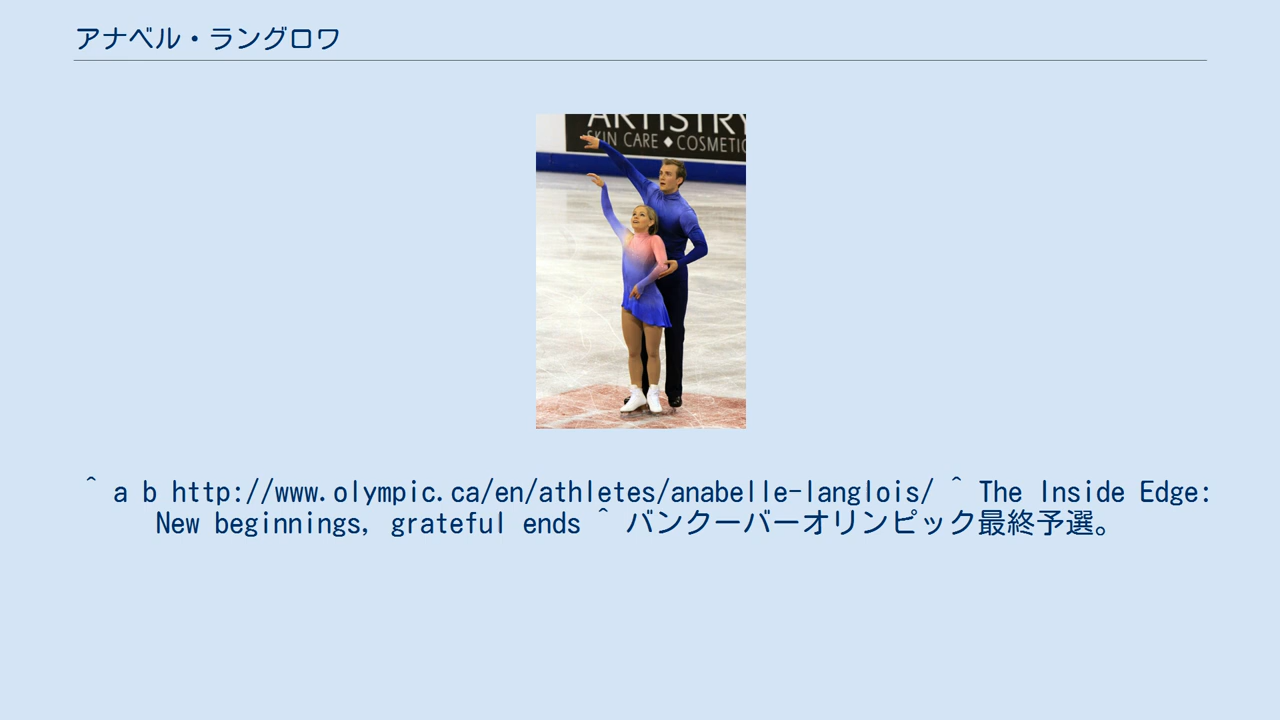 アナベル・ラングロワ
ARTISTRY
SKIN CARE ◆ COSMETIC
^ a b http://www.olympic.ca/en/athletes/anabelle-langlois/ ^ The Inside Edge:
New beginnings, grateful ends ^ バンクーバーオリンピック最終予選。